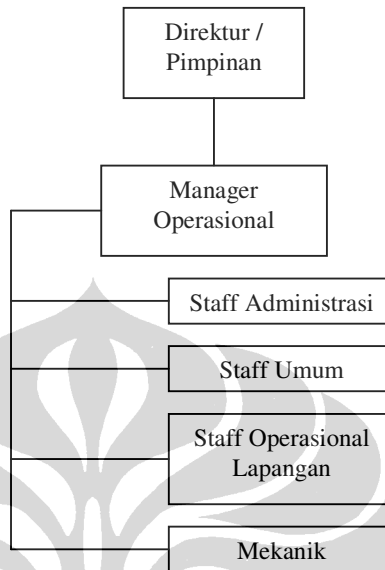 Direktur /
Pimpinan
Manager
Operasional
Staff Administrasi
Staff Umum
Staff Operasional
Lapangan
Mekanik